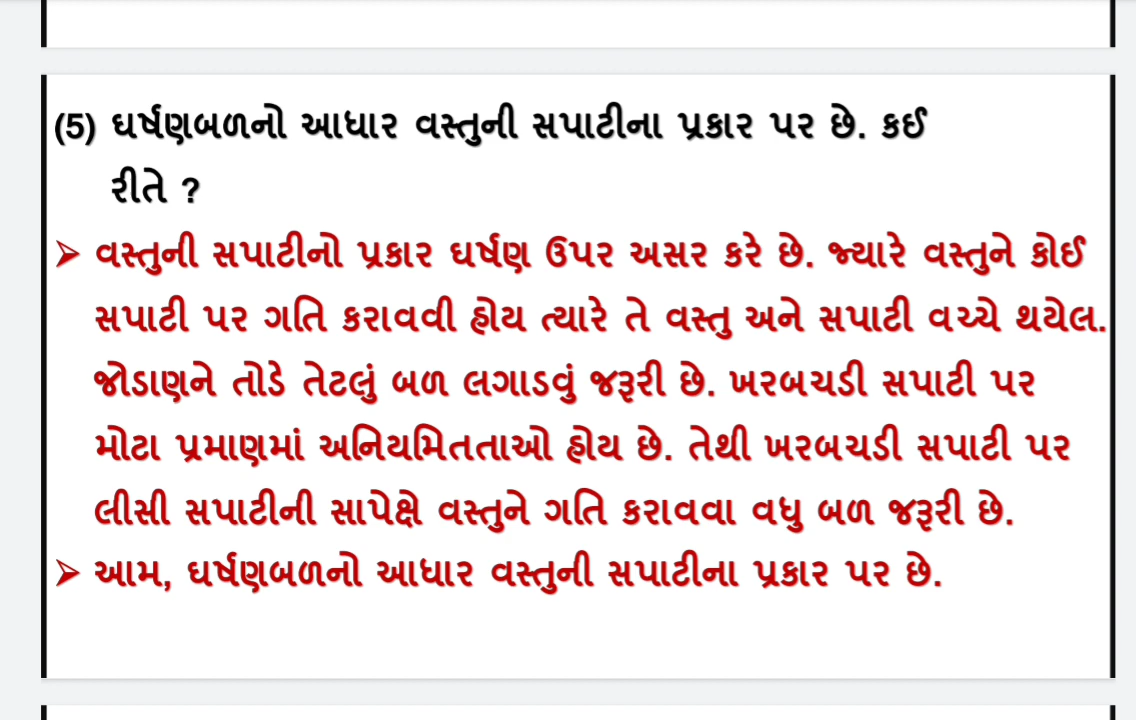 (5) ઘર્ષણબળનો આધાર વસ્તુની સપાટીના પ્રકાર પર છે. કઈ
રીતે ?
➢ વસ્તુની સપાટીનો પ્રકાર ઘર્ષણ ઉપર અસર કરે છે. જ્યારે વસ્તુને કોઈ
સપાટી પર ગતિ કરાવવી હોય ત્યારે તે વસ્તુ અને સપાટી વચ્ચે થયેલ.
જોડાણને તોડે તેટલું બળ લગાડવું જરૂરી છે. ખરબચડી સપાટી પર
મોટા પ્રમાણમાં અનિયમિતતાઓ હોય છે. તેથી ખરબચડી સપાટી પર
લીસી સપાટીની સાપેક્ષે વસ્તુને ગતિ કરાવવા વધુ બળ જરૂરી છે.
➢ આમ, ઘર્ષણબળનો આધાર વસ્તુની સપાટીના પ્રકાર પર છે.